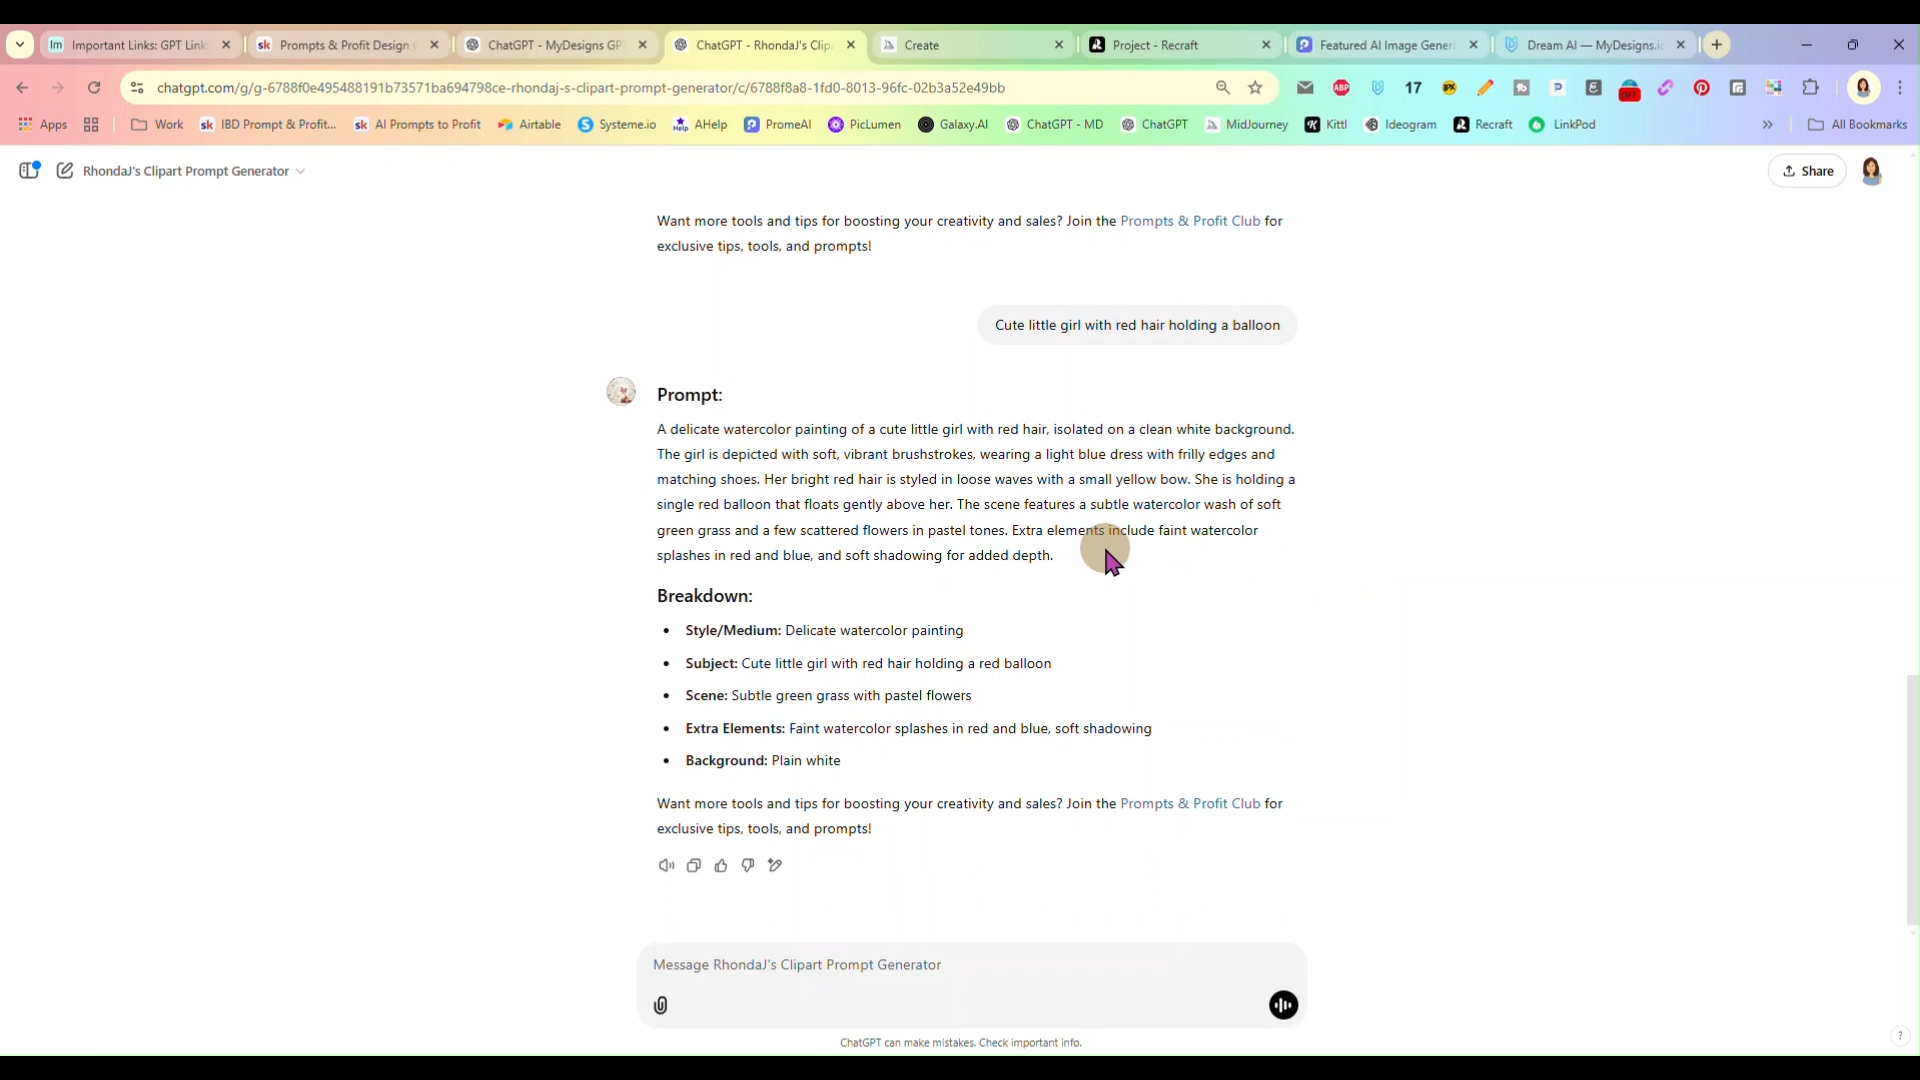 Important Links: GPT Link
Prompts & Profit Design
ChatGPT - MyDesigns GP
ChatGPT - RhondaJ's Clip
Create
Project - Recraft
Featured AI Image Gener
Dream AI — MyDesigns.i
chatgpt.com/g/g-6788f0e495488191b73571ba694798ce-rhondaj-s-clipart-prompt-generator/c/6788f8a8-1fd0-8013-96fc-02b3a52e49bb
ABP
17
OFF
Apps
Work
IBD Prompt & Profit...
AI Prompts to Profit
Airtable
Systeme.io
AHelp
PromeAI
PicLumen
Galaxy.AI
ChatGPT - MD
ChatGPT
MidJourney
Kittl
Ideogram
Recraft
LinkPod
All Bookmarks
RhondaJ's Clipart Prompt Generator
Share
Want more tools and tips for boosting your creativity and sales? Join the Prompts & Profit Club for
exclusive tips, tools, and prompts!
Cute little girl with red hair holding a balloon
Prompt:
A delicate watercolor painting of a cute little girl with red hair, isolated on a clean white background.
The girl is depicted with soft, vibrant brushstrokes, wearing a light blue dress with frilly edges and
matching shoes. Her bright red hair is styled in loose waves with a small yellow bow. She is holding a
single red balloon that floats gently above her. The scene features a subtle watercolor wash of soft
green grass and a few scattered flowers in pastel tones. Extra elements include faint watercolor
splashes in red and blue, and soft shadowing for added depth.
Breakdown:
• Style/Medium: Delicate watercolor painting
• Subject: Cute little girl with red hair holding a red balloon
• Scene: Subtle green grass with pastel flowers
• Extra Elements: Faint watercolor splashes in red and blue, soft shadowing
• Background: Plain white
Want more tools and tips for boosting your creativity and sales? Join the Prompts & Profit Club for
exclusive tips, tools, and prompts!
Message RhondaJ's Clipart Prompt Generator
ChatGPT can make mistakes. Check important info.
?